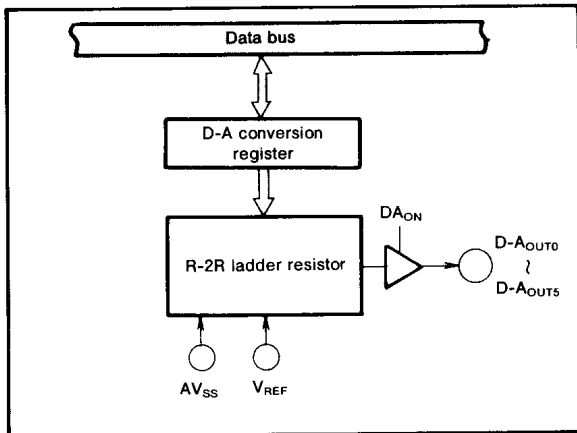 Data bus
D-A conversion
register
DA_ON
R-2R ladder resistor
D-A_OUT0
~
D-A_OUT5
AV_SS
V_REF